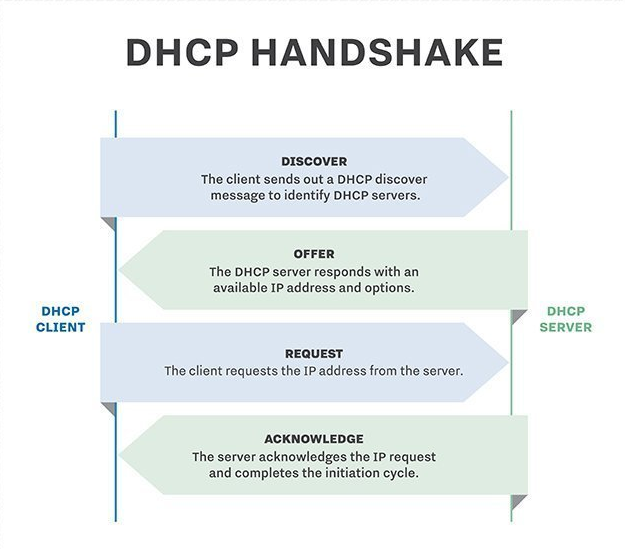 DHCP HANDSHAKE
DISCOVER
The client sends out a DHCP discover
message to identify DHCP servers.
OFFER
The DHCP server responds with an
available IP address and options.
DHCP
CLIENT
DHCP
SERVER
REQUEST
The client requests the IP address from the server.
ACKNOWLEDGE
The server acknowledges the IP request
and completes the initiation cycle.